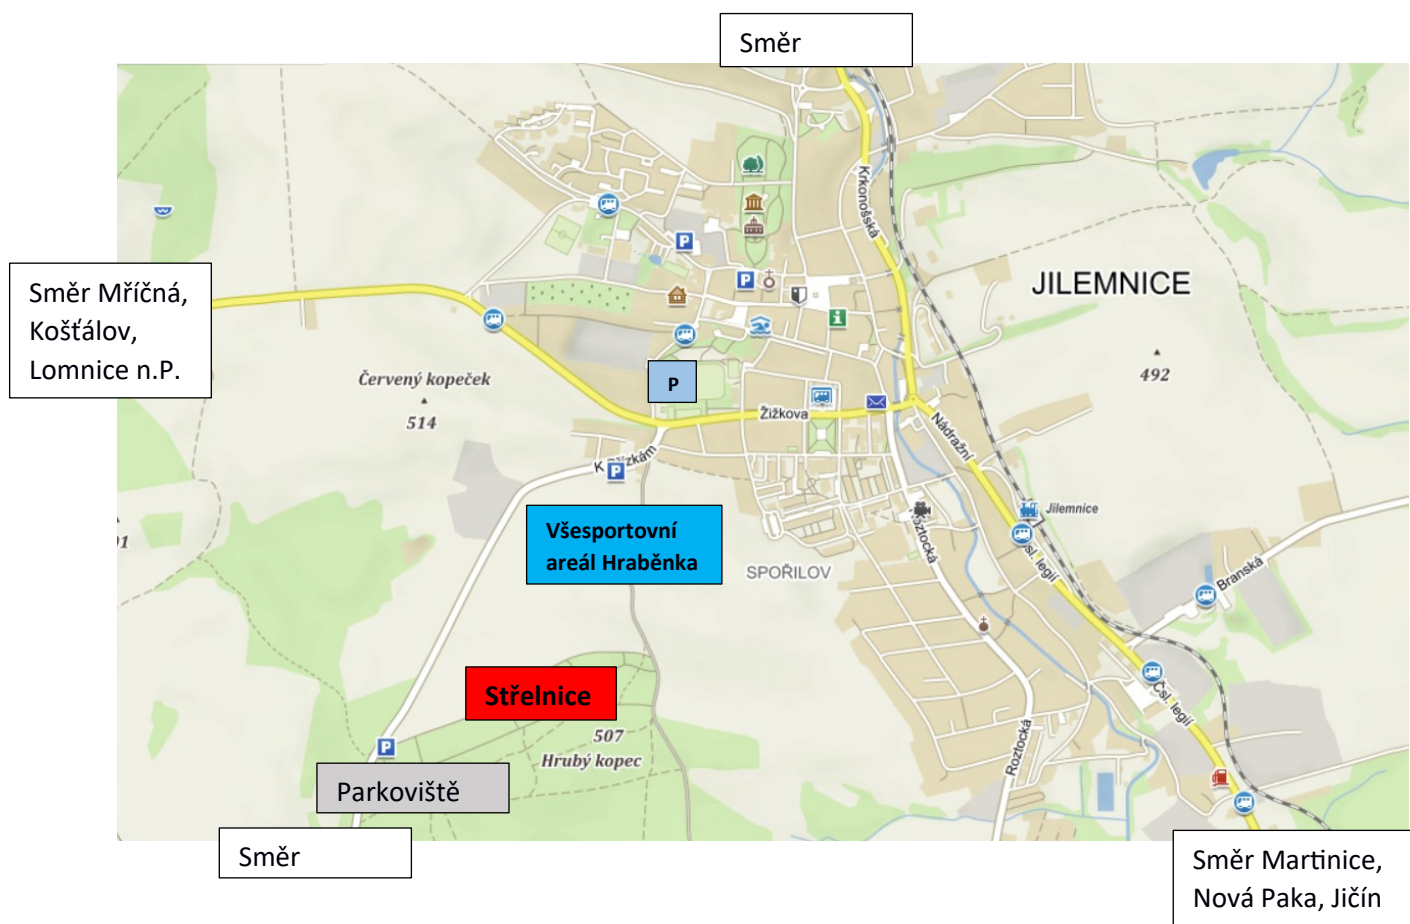 Směr
Krkonošská
P
JILEMNICE
Směr Mříčná,
Košťálov,
Lomnice n.P.
P
i
492
Červený kopeček
P
514
Žižkova
Nádražní
P
Jilemnice
Všesportovní
areál Hraběnka
SPOŘILOV
čsl. legií
Branská
Střelnice
Čsl. legií
507
Roztocká
P
Hrubý kopec
Parkoviště
Směr
Směr Martinice,
Nová Paka, Jičín